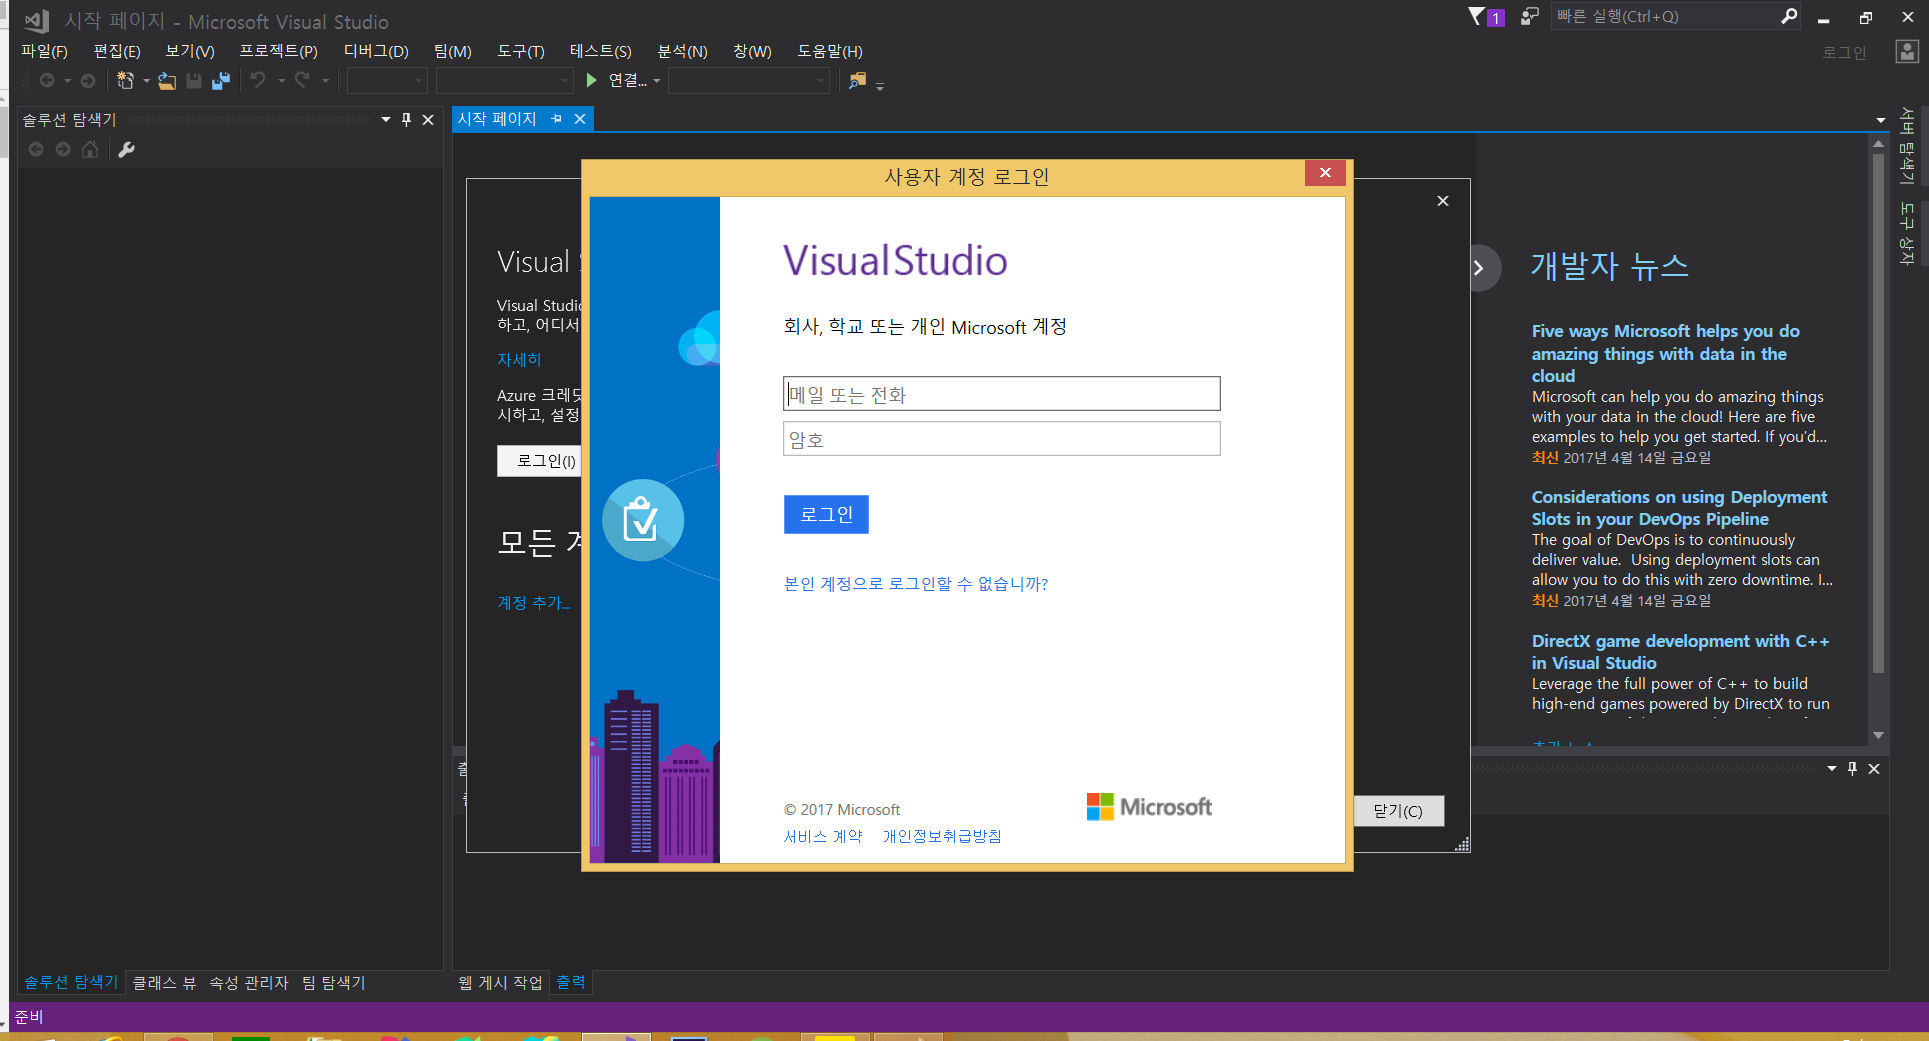 시작 페이지 - Microsoft Visual Studio
1
빠른 실행(Ctrl+Q)
파일(F) 편집(E) 보기(V) 프로젝트(P) 디버그(D) 팀(M) 도구(T) 테스트(S) 분석(N) 창(W) 도움말(H)
로그인
연결...
솔루션 탐색기
시작 페이지
서버 탐색기
도구 상자
사용자 계정 로그인
Visual
Visual Studio
하고, 어디서
자세히
Azure 크레딧
시하고, 설정
로그인(I)
모든
계정 추가...
Visual Studio
회사, 학교 또는 개인 Microsoft 계정
메일 또는 전화
암호
로그인
본인 계정으로 로그인할 수 없습니까?
© 2017 Microsoft
서비스 계약 개인정보취급방침
Microsoft
닫기(C)
개발자 뉴스
Five ways Microsoft helps you do
amazing things with data in the
cloud
Microsoft can help you do amazing things
with your data in the cloud! Here are five
examples to help you get started. If you'd...
최신 2017년 4월 14일 금요일
Considerations on using Deployment
Slots in your DevOps Pipeline
The goal of DevOps is to continuously
deliver value.  Using deployment slots can
allow you to do this with zero downtime. I...
최신 2017년 4월 14일 금요일
DirectX game development with C++
in Visual Studio
Leverage the full power of C++ to build
high-end games powered by DirectX to run
솔루션 탐색기 클래스 뷰 속성 관리자 팀 탐색기
웹 게시 작업 출력
준비